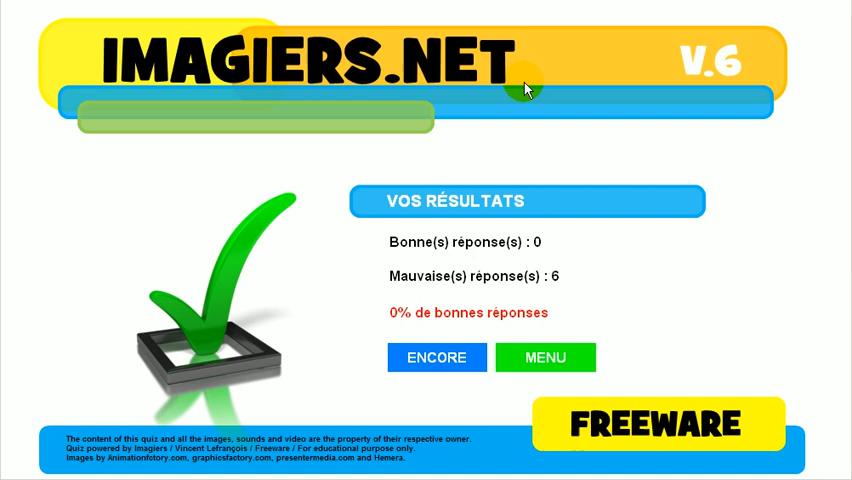 IMAGIERS.NET
V.6
VOS RÉSULTATS
Bonne(s) réponse(s) : 0
Mauvaise(s) réponse(s) : 6
0% de bonnes réponses
ENCORE
MENU
FREEWARE
The content of this quiz and all the images, sounds and video are the property of their respective owner.
Quiz powered by Imagiers / Vincent Lefrançois / Freeware / For educational purpose only.
Images by Animationfctory.com, graphicsfactory.com, presentermedia.com and Hemera.